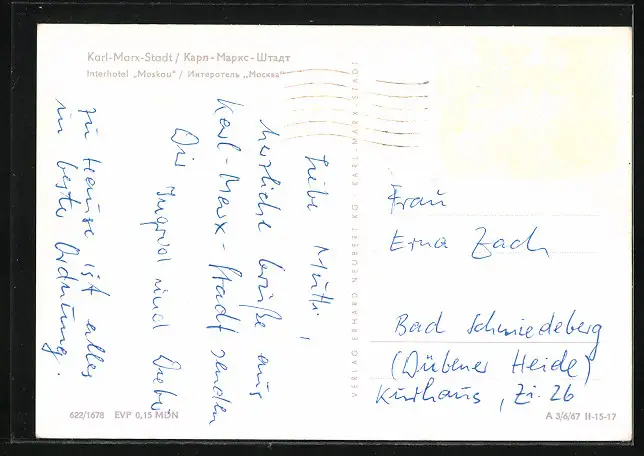 Karl-Marx-Stadt / Карл-Маркс-Штадт
Interhotel „Moskau“ / Интеротель „Москва“
Liebe Mutti,
herzliche Grüße aus
Karl-Marx-Stadt senden
Dir Ingrid und
zu Hause ist alles
in bester Ordnung.
VERLAG ERHARD NEUBERT KG KARL-MARX-STADT
Frau
Erna Zach
Bad Schmiedeberg
(Dübener Heide)
Kurhaus, Zi. 26
622/1678 EVP 0,15 MDN
A 3/6/67 II-15-17